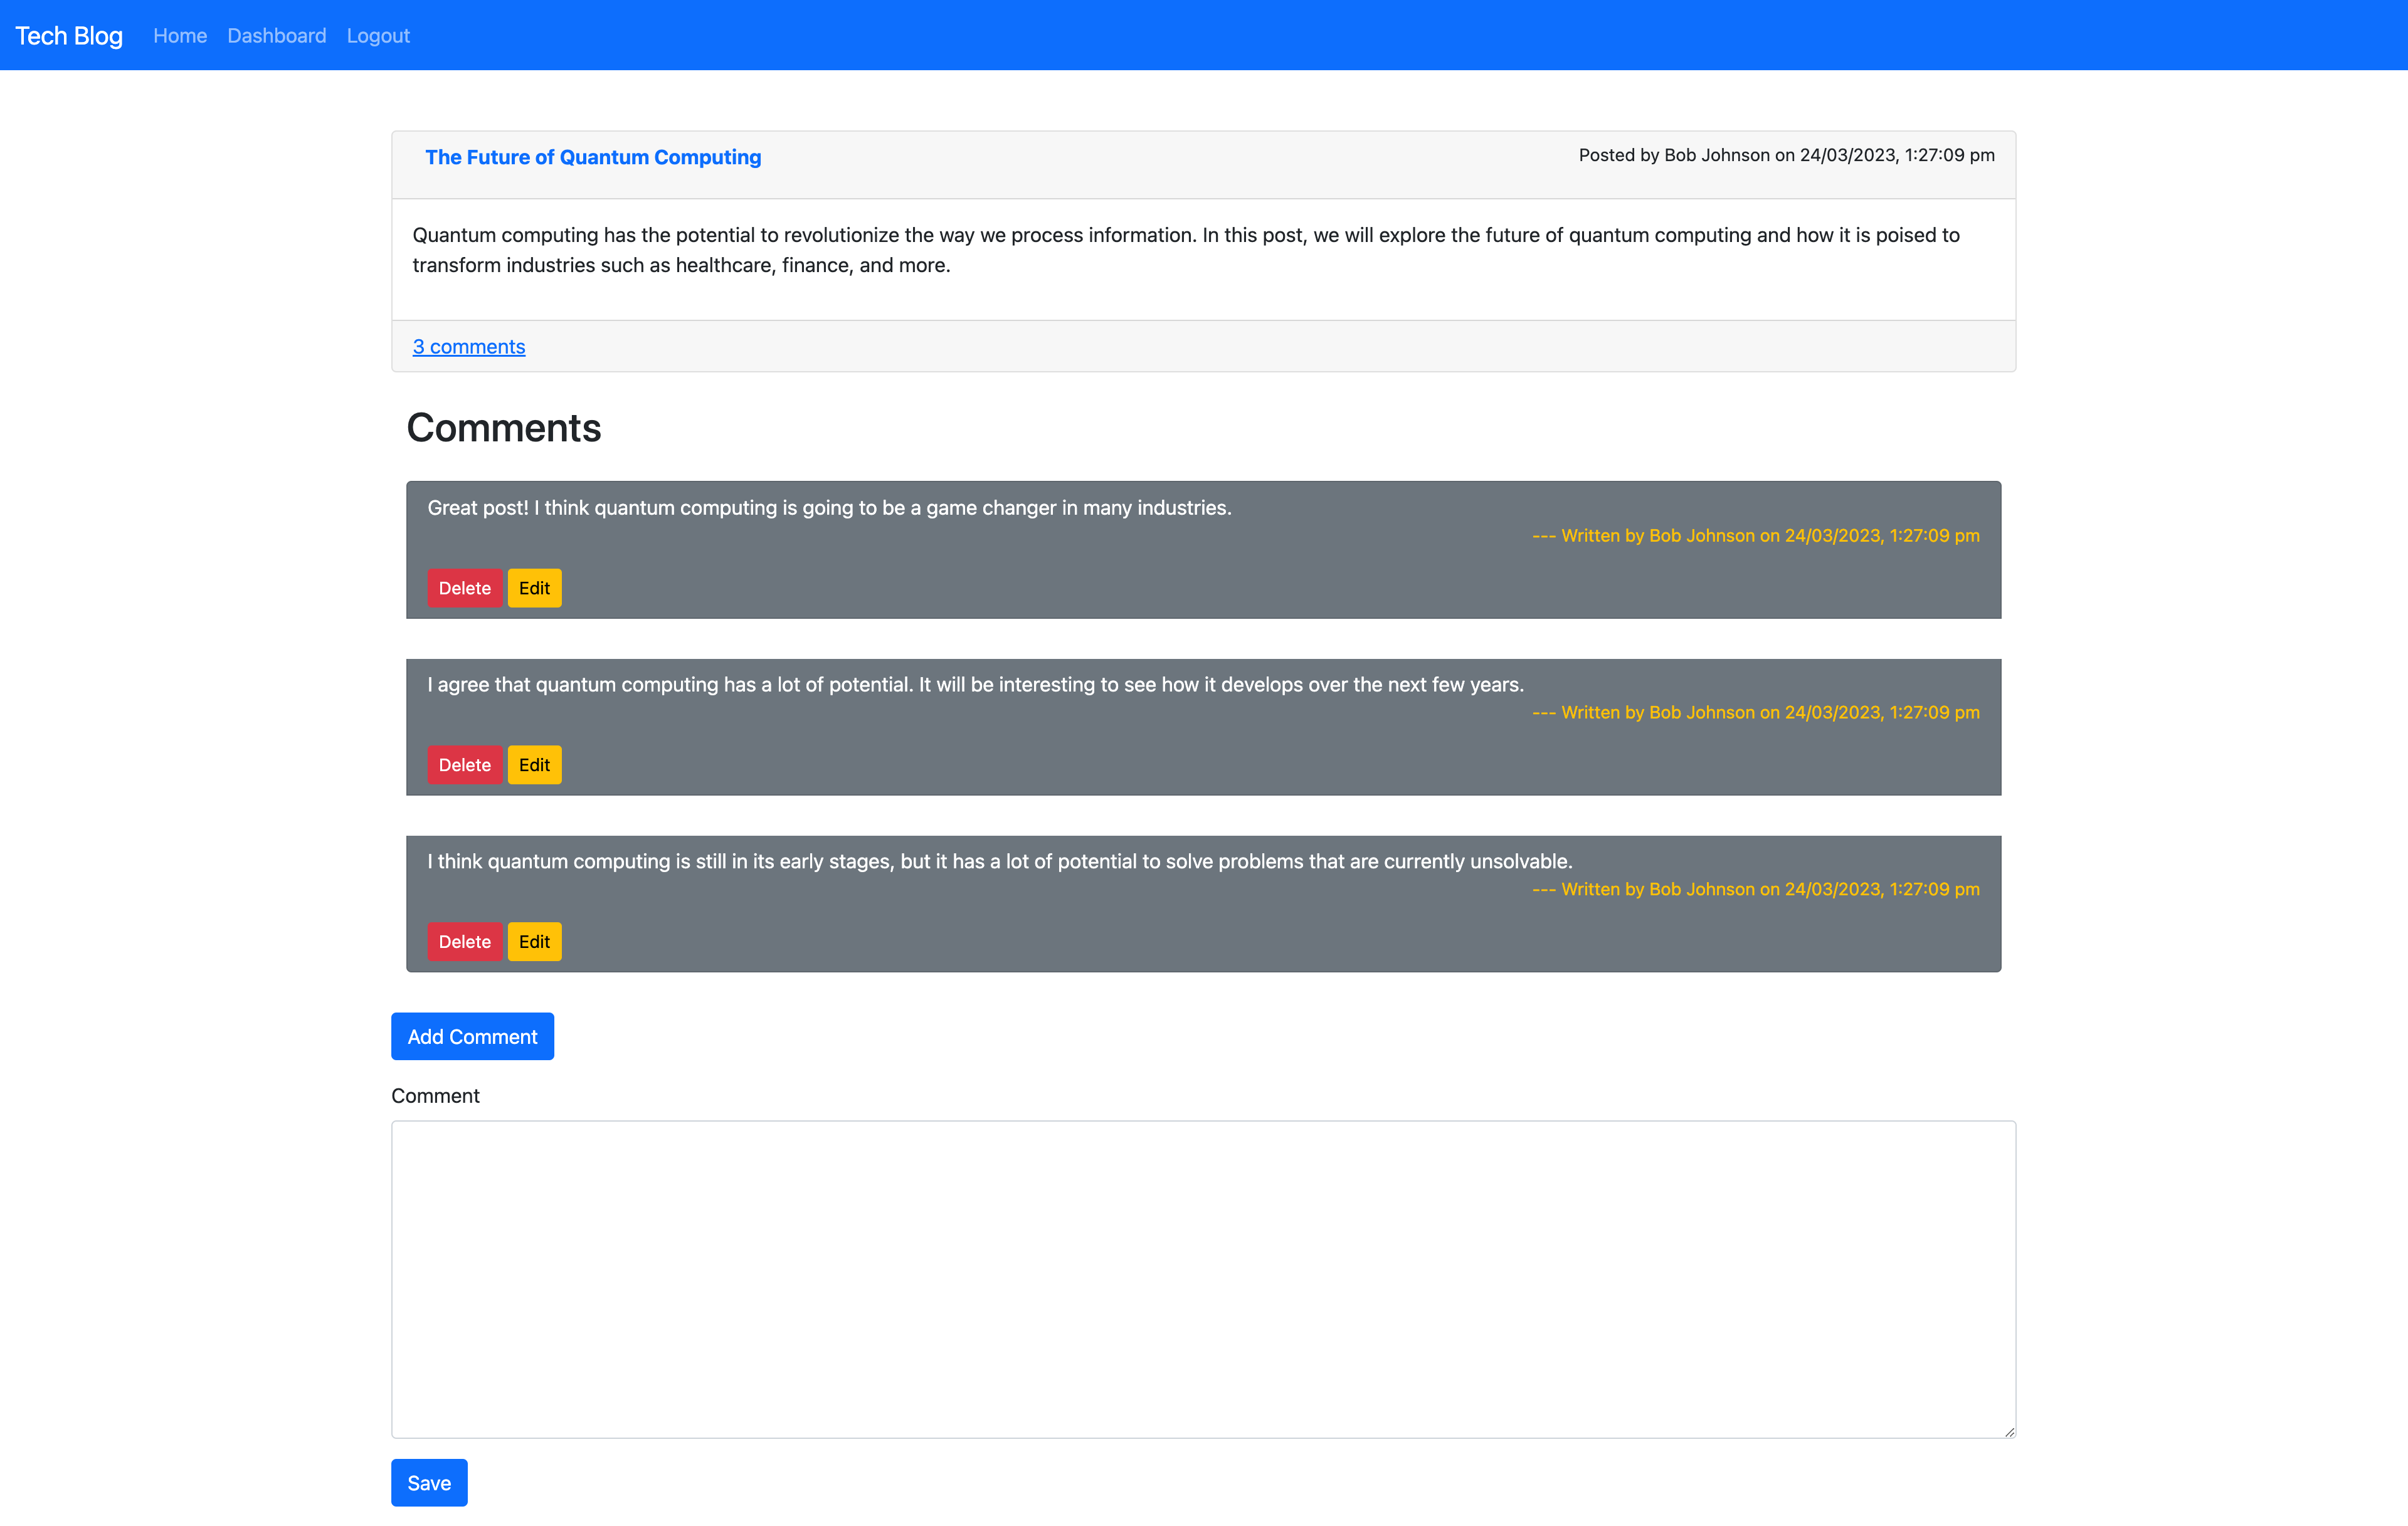 Tech Blog Home Dashboard Logout
The Future of Quantum Computing Posted by Bob Johnson on 24/03/2023, 1:27:09 pm
Quantum computing has the potential to revolutionize the way we process information. In this post, we will explore the future of quantum computing and how it is poised to
transform industries such as healthcare, finance, and more.
3 comments
Comments
Great post! I think quantum computing is going to be a game changer in many industries.
--- Written by Bob Johnson on 24/03/2023, 1:27:09 pm
Delete Edit
I agree that quantum computing has a lot of potential. It will be interesting to see how it develops over the next few years.
--- Written by Bob Johnson on 24/03/2023, 1:27:09 pm
Delete Edit
I think quantum computing is still in its early stages, but it has a lot of potential to solve problems that are currently unsolvable.
--- Written by Bob Johnson on 24/03/2023, 1:27:09 pm
Delete Edit
Add Comment
Comment
Save